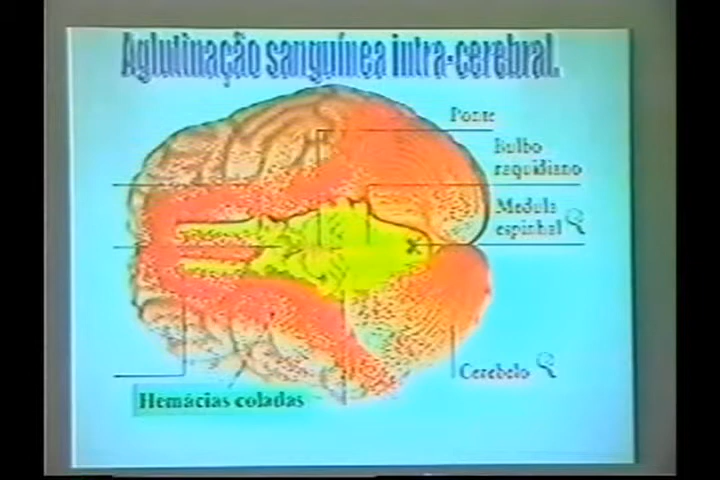 Aglutinação sanguínea intra-cerebral.
Ponte
Bulbo
raquidiano
Medula
espinhal
Cerebelo
Hemácias coladas